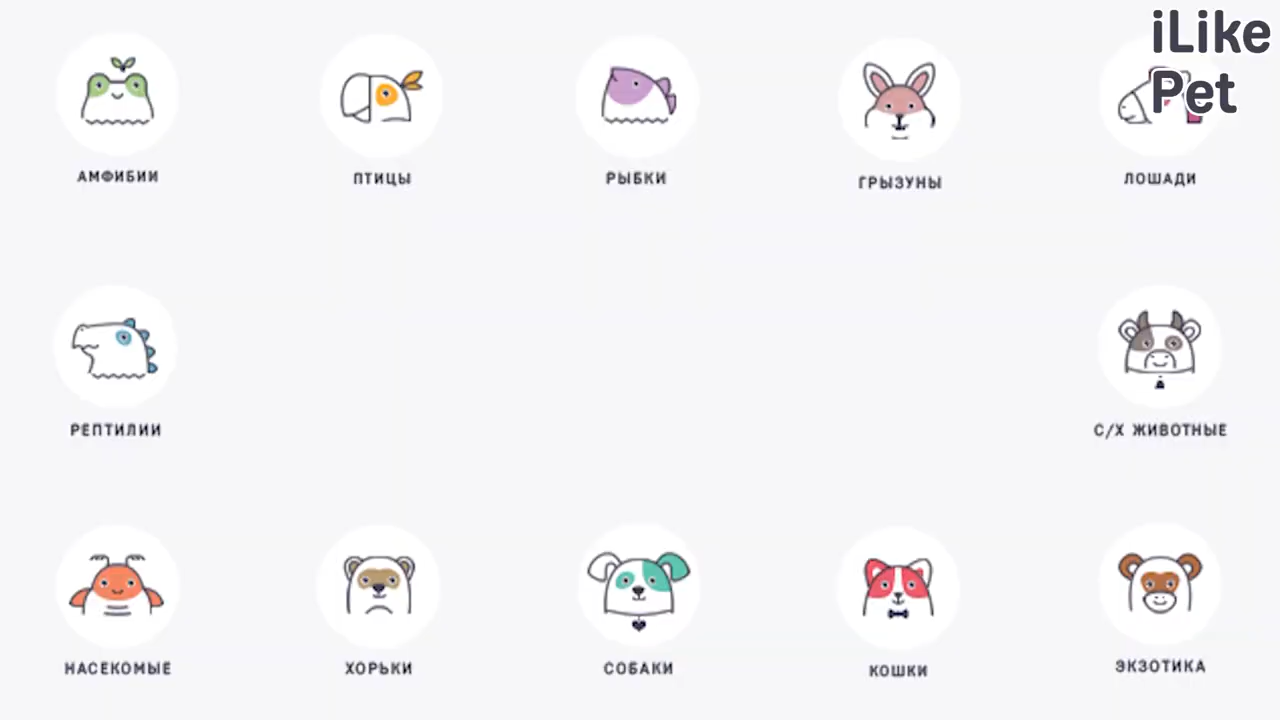 iLike
Pet
АМФИБИИ
ПТИЦЫ
РЫБКИ
ГРЫЗУНЫ
ЛОШАДИ
РЕПТИЛИИ
С/Х ЖИВОТНЫЕ
НАСЕКОМЫЕ
ХОРЬКИ
СОБАКИ
КОШКИ
ЭКЗОТИКА